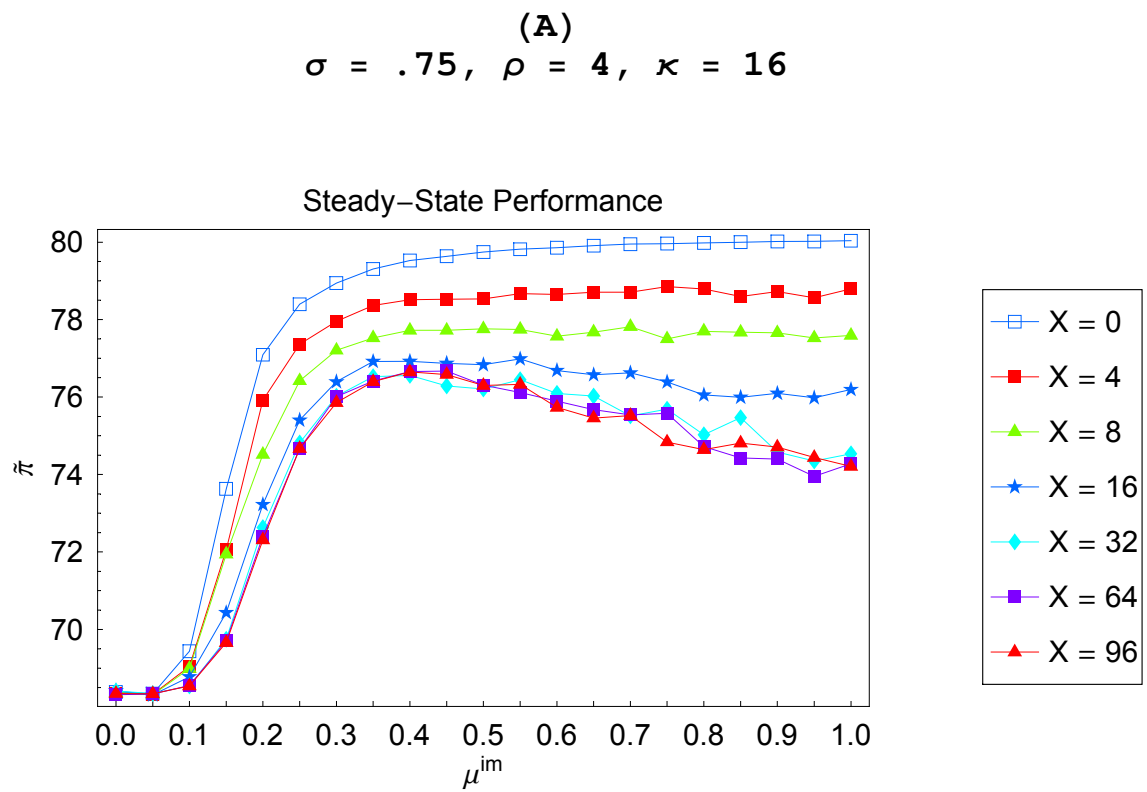 (A)
σ = .75, ρ = 4, κ = 16
Steady−State Performance
80
78
76
74
72
70
π̃
0.0 0.1 0.2 0.3 0.4 0.5 0.6 0.7 0.8 0.9 1.0
μ^im
X = 0
X = 4
X = 8
X = 16
X = 32
X = 64
X = 96